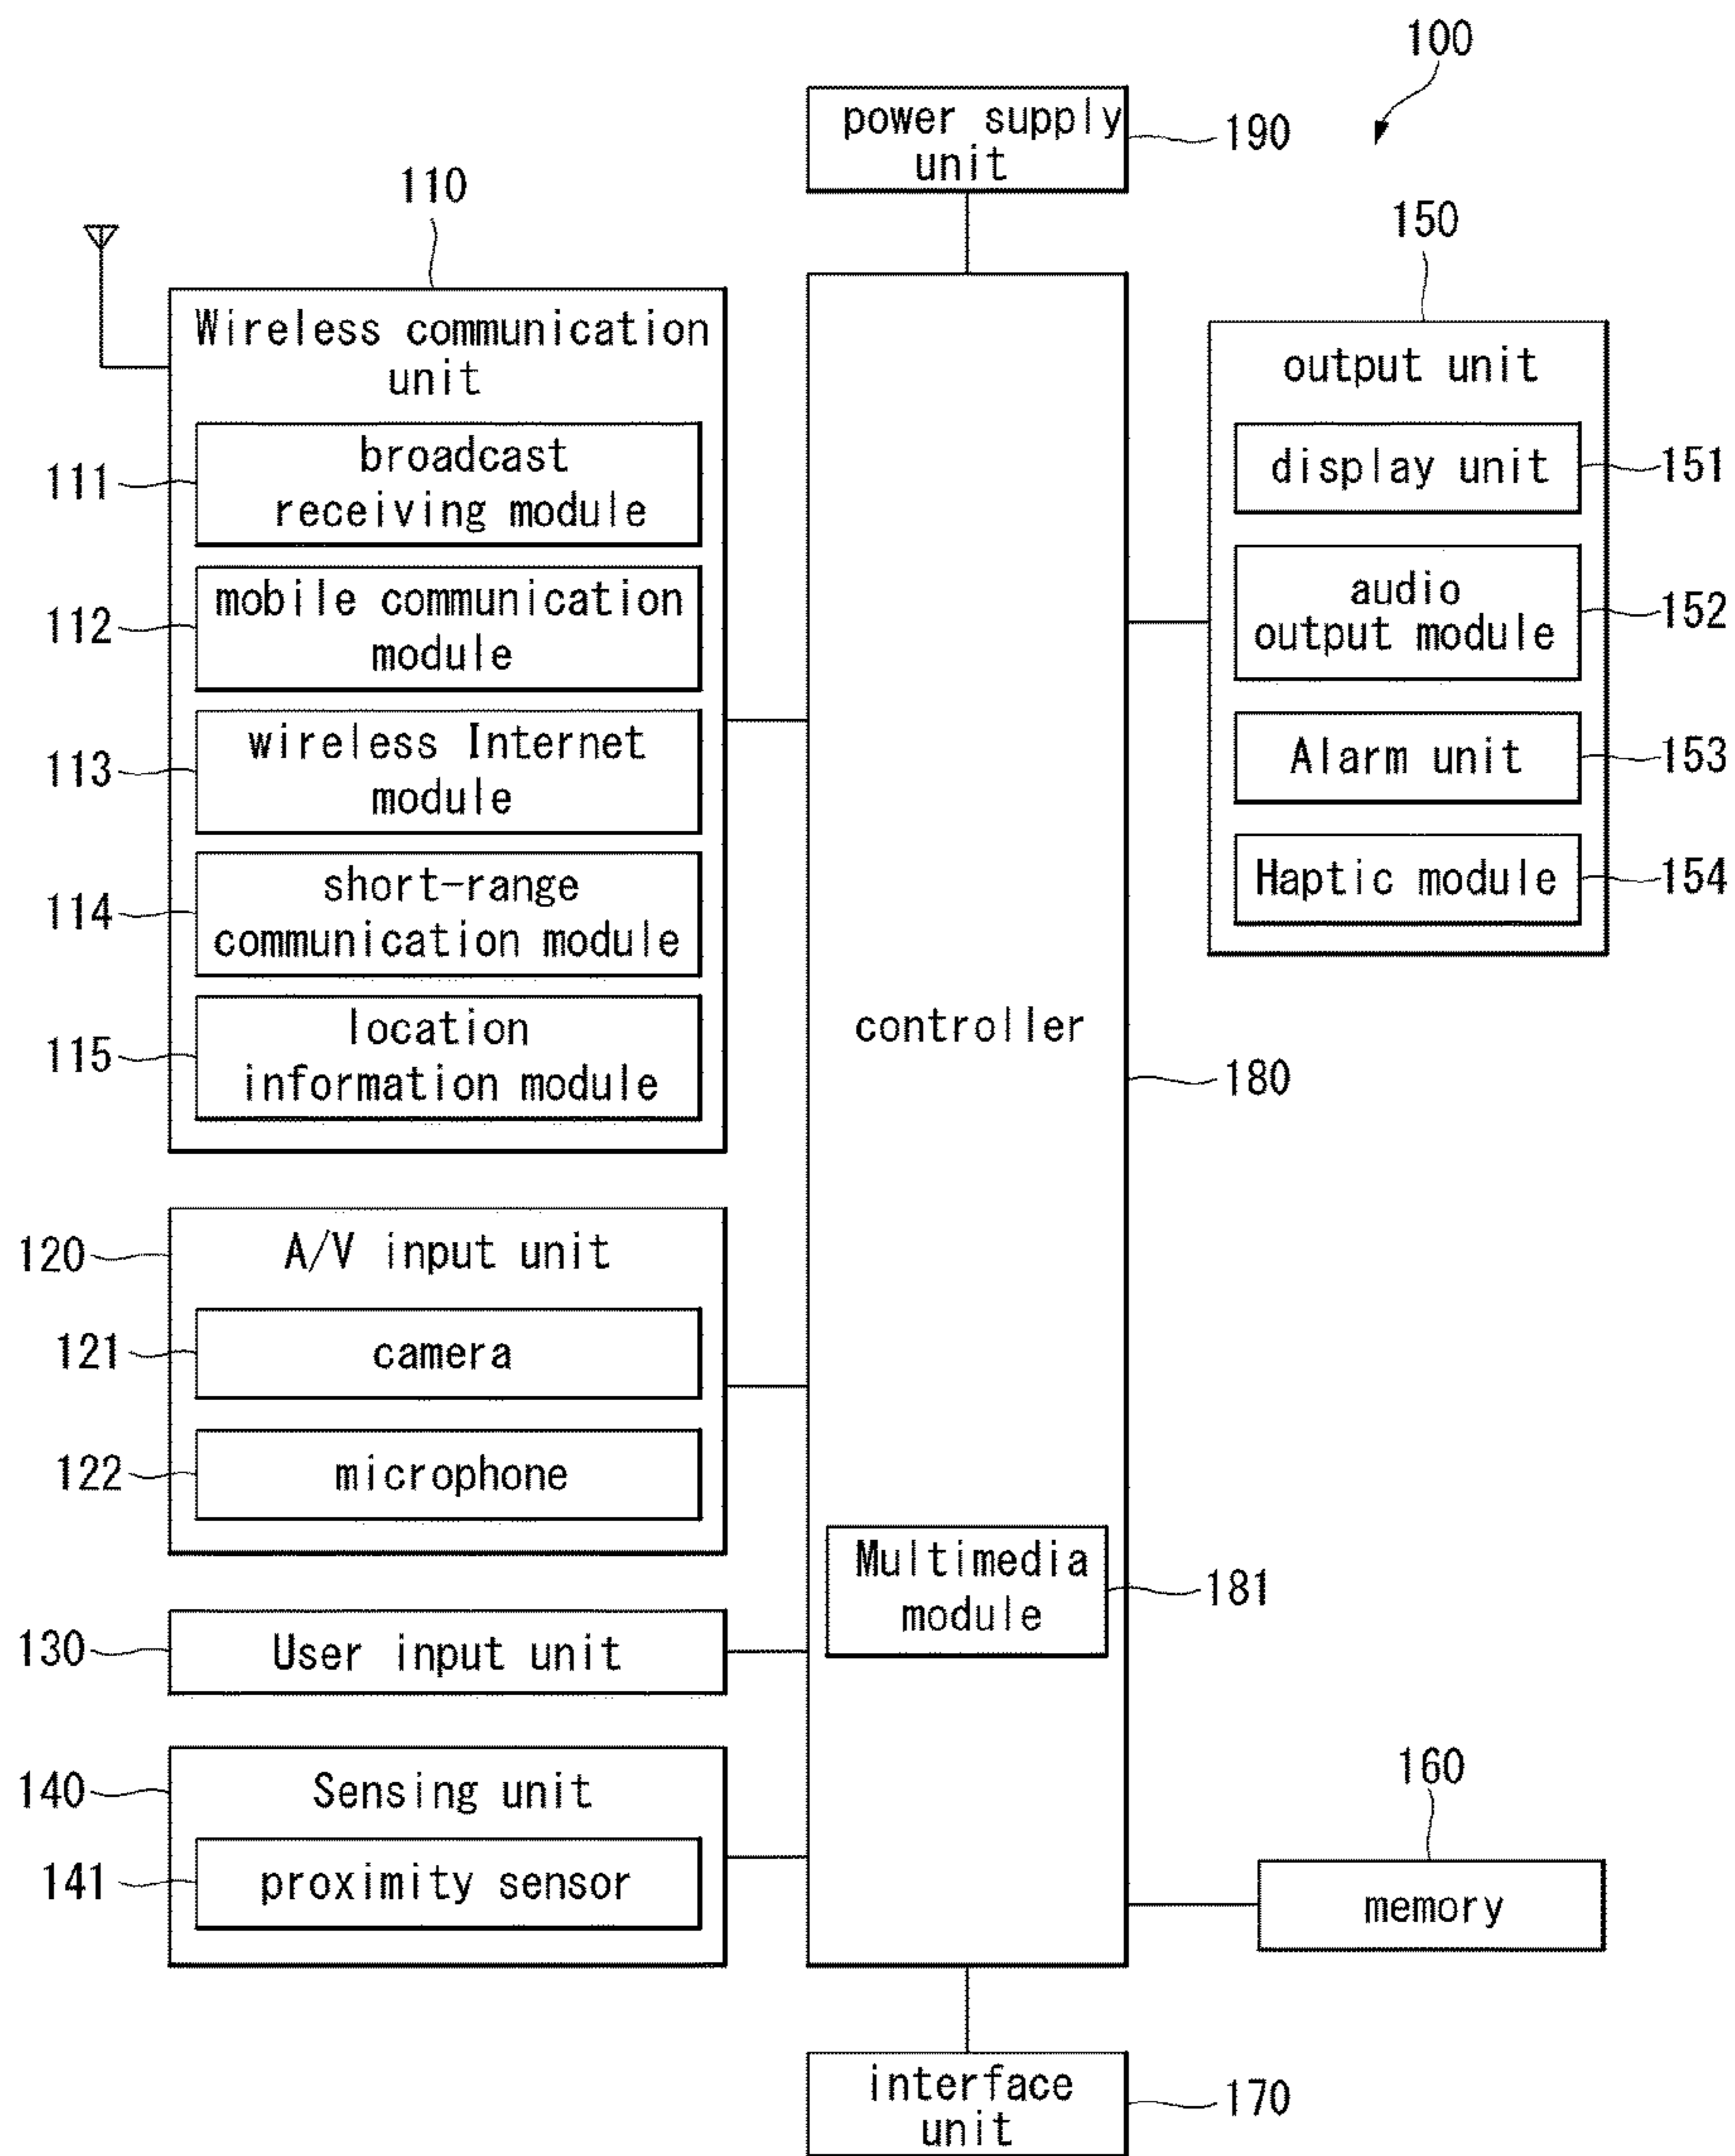 100
power supply
unit
190
110
150
Wireless communication
unit
broadcast
receiving module
111
mobile communication
module
112
wireless Internet
module
113
short-range
communication module
114
location
information module
115
output unit
display unit
151
audio
output module
152
Alarm unit
153
Haptic module
154
controller
180
120
A/V input unit
121
camera
122
microphone
Multimedia
module
181
130
User input unit
140
Sensing unit
141
proximity sensor
160
memory
interface
unit
170